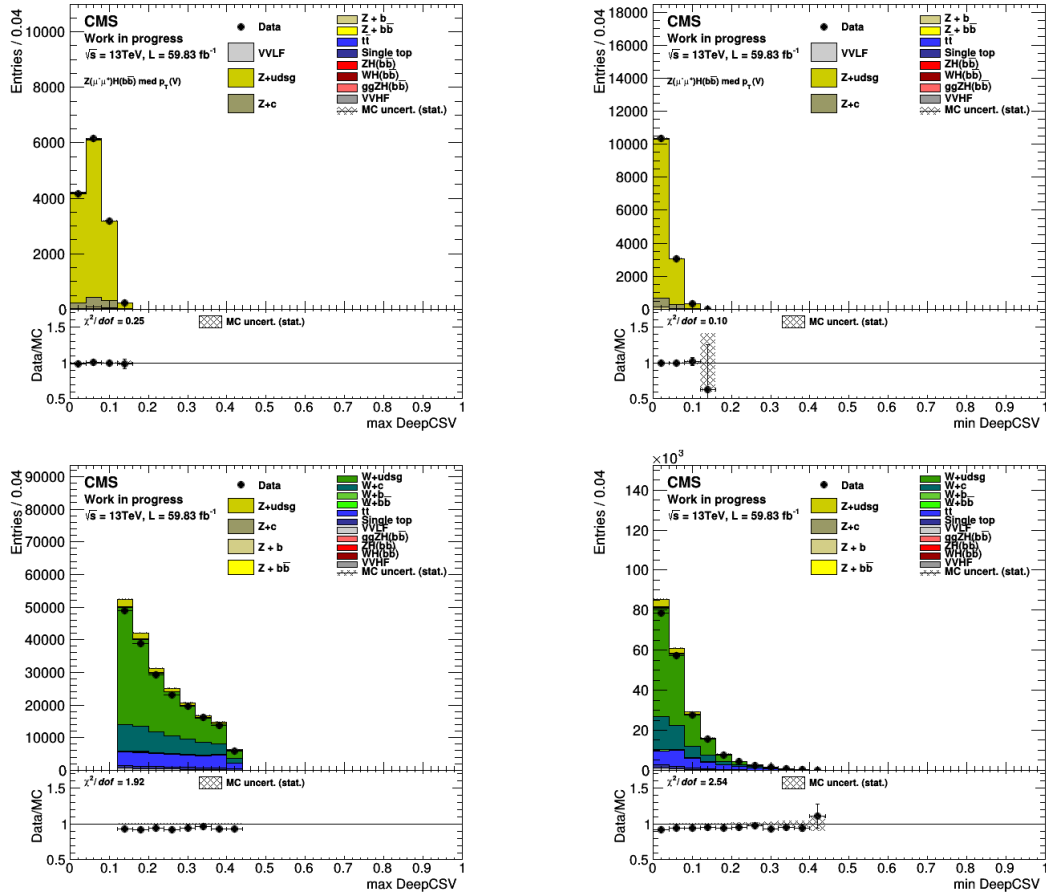 CMS
Work in progress
√s = 13TeV, L = 59.83 fb⁻¹
Z(μ⁻μ⁺)H(bb̅) med p_T(V)
Data
VVLF
Z+udsg
Z+c
Z + b
Z + bb̅
tt̅
Single top
ZH(bb̅)
WH(bb̅)
ggZH(bb̅)
VVHF
MC uncert. (stat.)
Entries / 0.04
10000
8000
6000
4000
2000
0
χ²/dof = 0.25
MC uncert. (stat.)
Data/MC
1.5
1
0.5
0 0.1 0.2 0.3 0.4 0.5 0.6 0.7 0.8 0.9 1
max DeepCSV
CMS
Work in progress
√s = 13TeV, L = 59.83 fb⁻¹
Z(μ⁻μ⁺)H(bb̅) med p_T(V)
Data
VVLF
Z+udsg
Z+c
Z + b
Z + bb̅
tt̅
Single top
ZH(bb̅)
WH(bb̅)
ggZH(bb̅)
VVHF
MC uncert. (stat.)
Entries / 0.04
18000
16000
14000
12000
10000
8000
6000
4000
2000
0
χ²/dof = 0.10
MC uncert. (stat.)
Data/MC
1.5
1
0.5
0 0.1 0.2 0.3 0.4 0.5 0.6 0.7 0.8 0.9 1
min DeepCSV
CMS
Work in progress
√s = 13TeV, L = 59.83 fb⁻¹
Data
Z+udsg
Z+c
Z + b
Z + bb̅
W+udsg
W+c
W+b
W+bb̅
tt̅
Single top
VVLF
ggZH(bb̅)
ZH(bb̅)
WH(bb̅)
VVHF
MC uncert. (stat.)
Entries / 0.04
90000
80000
70000
60000
50000
40000
30000
20000
10000
0
χ²/dof = 1.92
MC uncert. (stat.)
Data/MC
1.5
1
0.5
0 0.1 0.2 0.3 0.4 0.5 0.6 0.7 0.8 0.9 1
max DeepCSV
×10³
CMS
Work in progress
√s = 13TeV, L = 59.83 fb⁻¹
Data
Z+udsg
Z+c
Z + b
Z + bb̅
W+udsg
W+c
W+b
W+bb̅
tt̅
Single top
VVLF
ggZH(bb̅)
ZH(bb̅)
WH(bb̅)
VVHF
MC uncert. (stat.)
Entries / 0.04
140
120
100
80
60
40
20
0
χ²/dof = 2.54
MC uncert. (stat.)
Data/MC
1.5
1
0.5
0 0.1 0.2 0.3 0.4 0.5 0.6 0.7 0.8 0.9 1
min DeepCSV